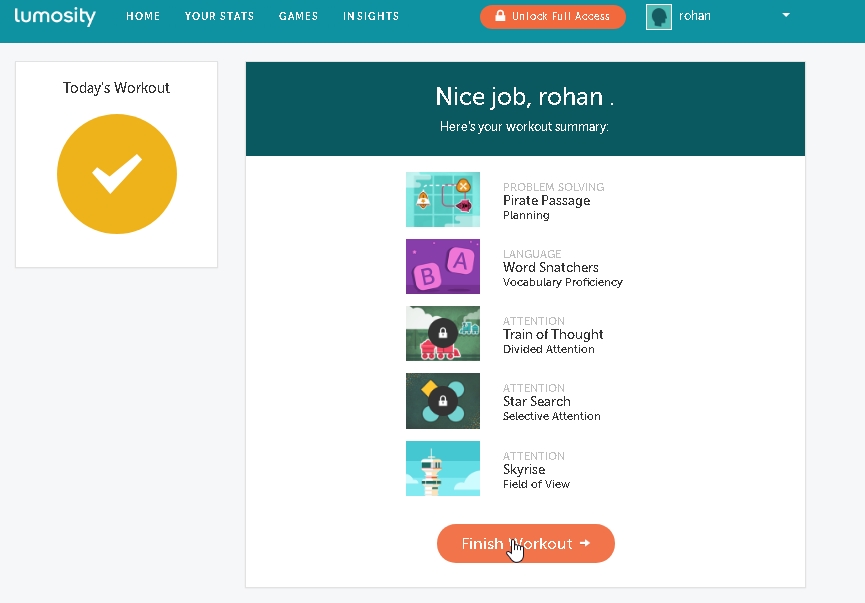 lumosity
HOME YOUR STATS GAMES INSIGHTS
Unlock Full Access
rohan
Today's Workout
Nice job, rohan .
Here's your workout summary:
PROBLEM SOLVING
Pirate Passage
Planning
B A
LANGUAGE
Word Snatchers
Vocabulary Proficiency
ATTENTION
Train of Thought
Divided Attention
ATTENTION
Star Search
Selective Attention
ATTENTION
Skyrise
Field of View
Finish Workout